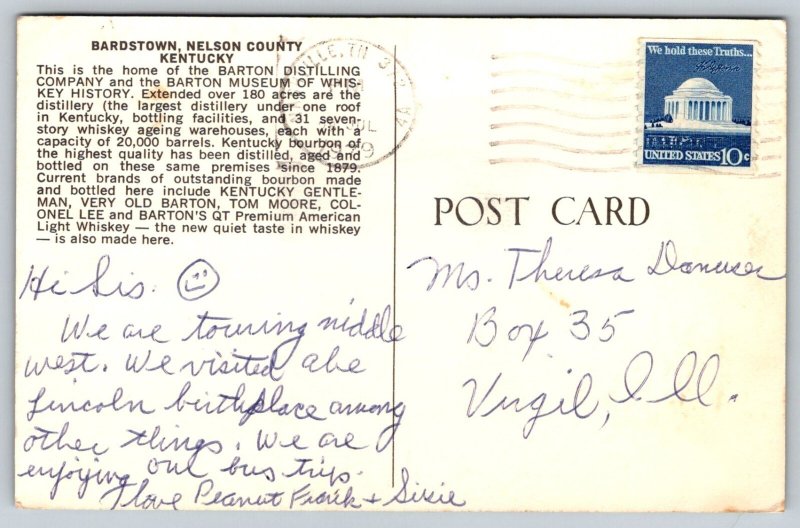 BARDSTOWN, NELSON COUNTY
KENTUCKY
This is the home of the BARTON DISTILLING
COMPANY and the BARTON MUSEUM OF WHIS-
KEY HISTORY. Extended over 180 acres are the
distillery (the largest distillery under one roof
in Kentucky, bottling facilities, and 31 seven-
story whiskey ageing warehouses, each with a
capacity of 20,000 barrels. Kentucky bourbon of
the highest quality has been distilled, aged and
bottled on these same premises since 1879.
Current brands of outstanding bourbon made
and bottled here include KENTUCKY GENTLE-
MAN, VERY OLD BARTON, TOM MOORE, COL-
ONEL LEE and BARTON'S QT Premium American
Light Whiskey — the new quiet taste in whiskey
— is also made here.
Hi Sis.
We are touring middle
west. We visited abe
Lincoln birthplace among
other things. We are
enjoying our bus trip.
love Peanut Frank + Susie
VILLE, TN 372
We hold these Truths...
UNITED STATES 10c
POST CARD
Ms. Theresa
Box 35
Virgil, Ill.